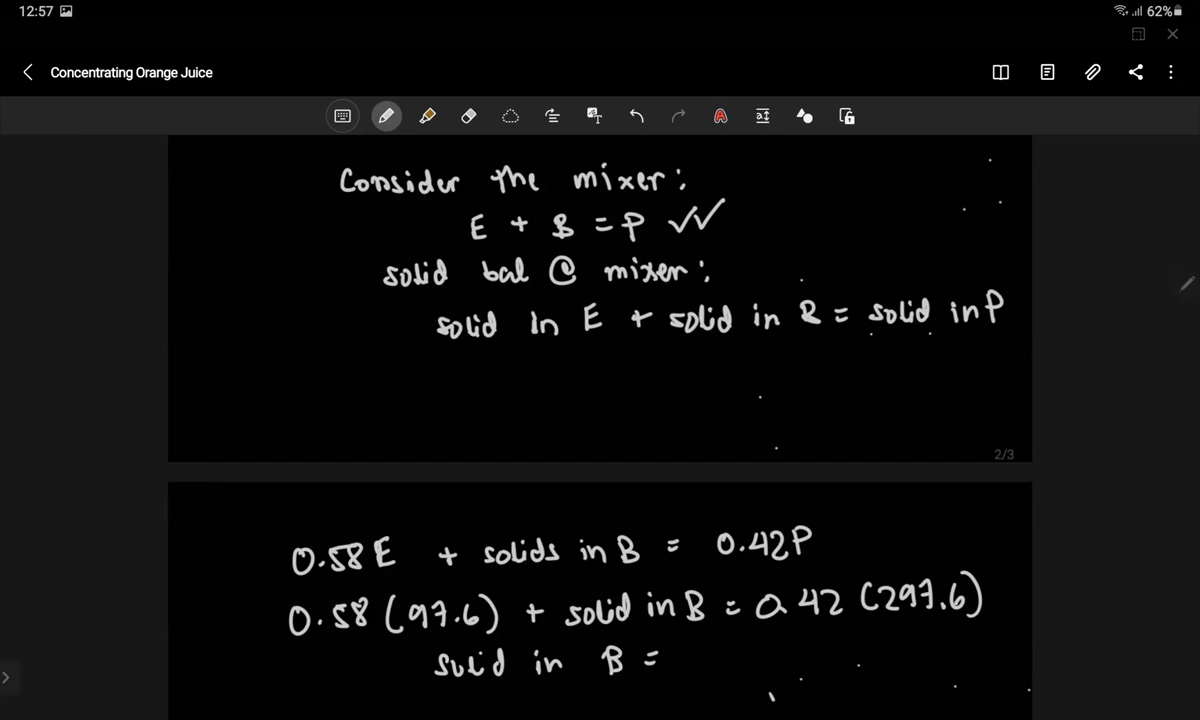 12:57 62%
Concentrating Orange Juice
Consider the mixer:
E + B = P ✓✓
solid bal @ mixer:
solid in E + solid in B = solid in P
2/3
0.58 E + solids in B = 0.42P
0.58 (97.6) + solid in B = 0.42 (297.6)
solid in B =